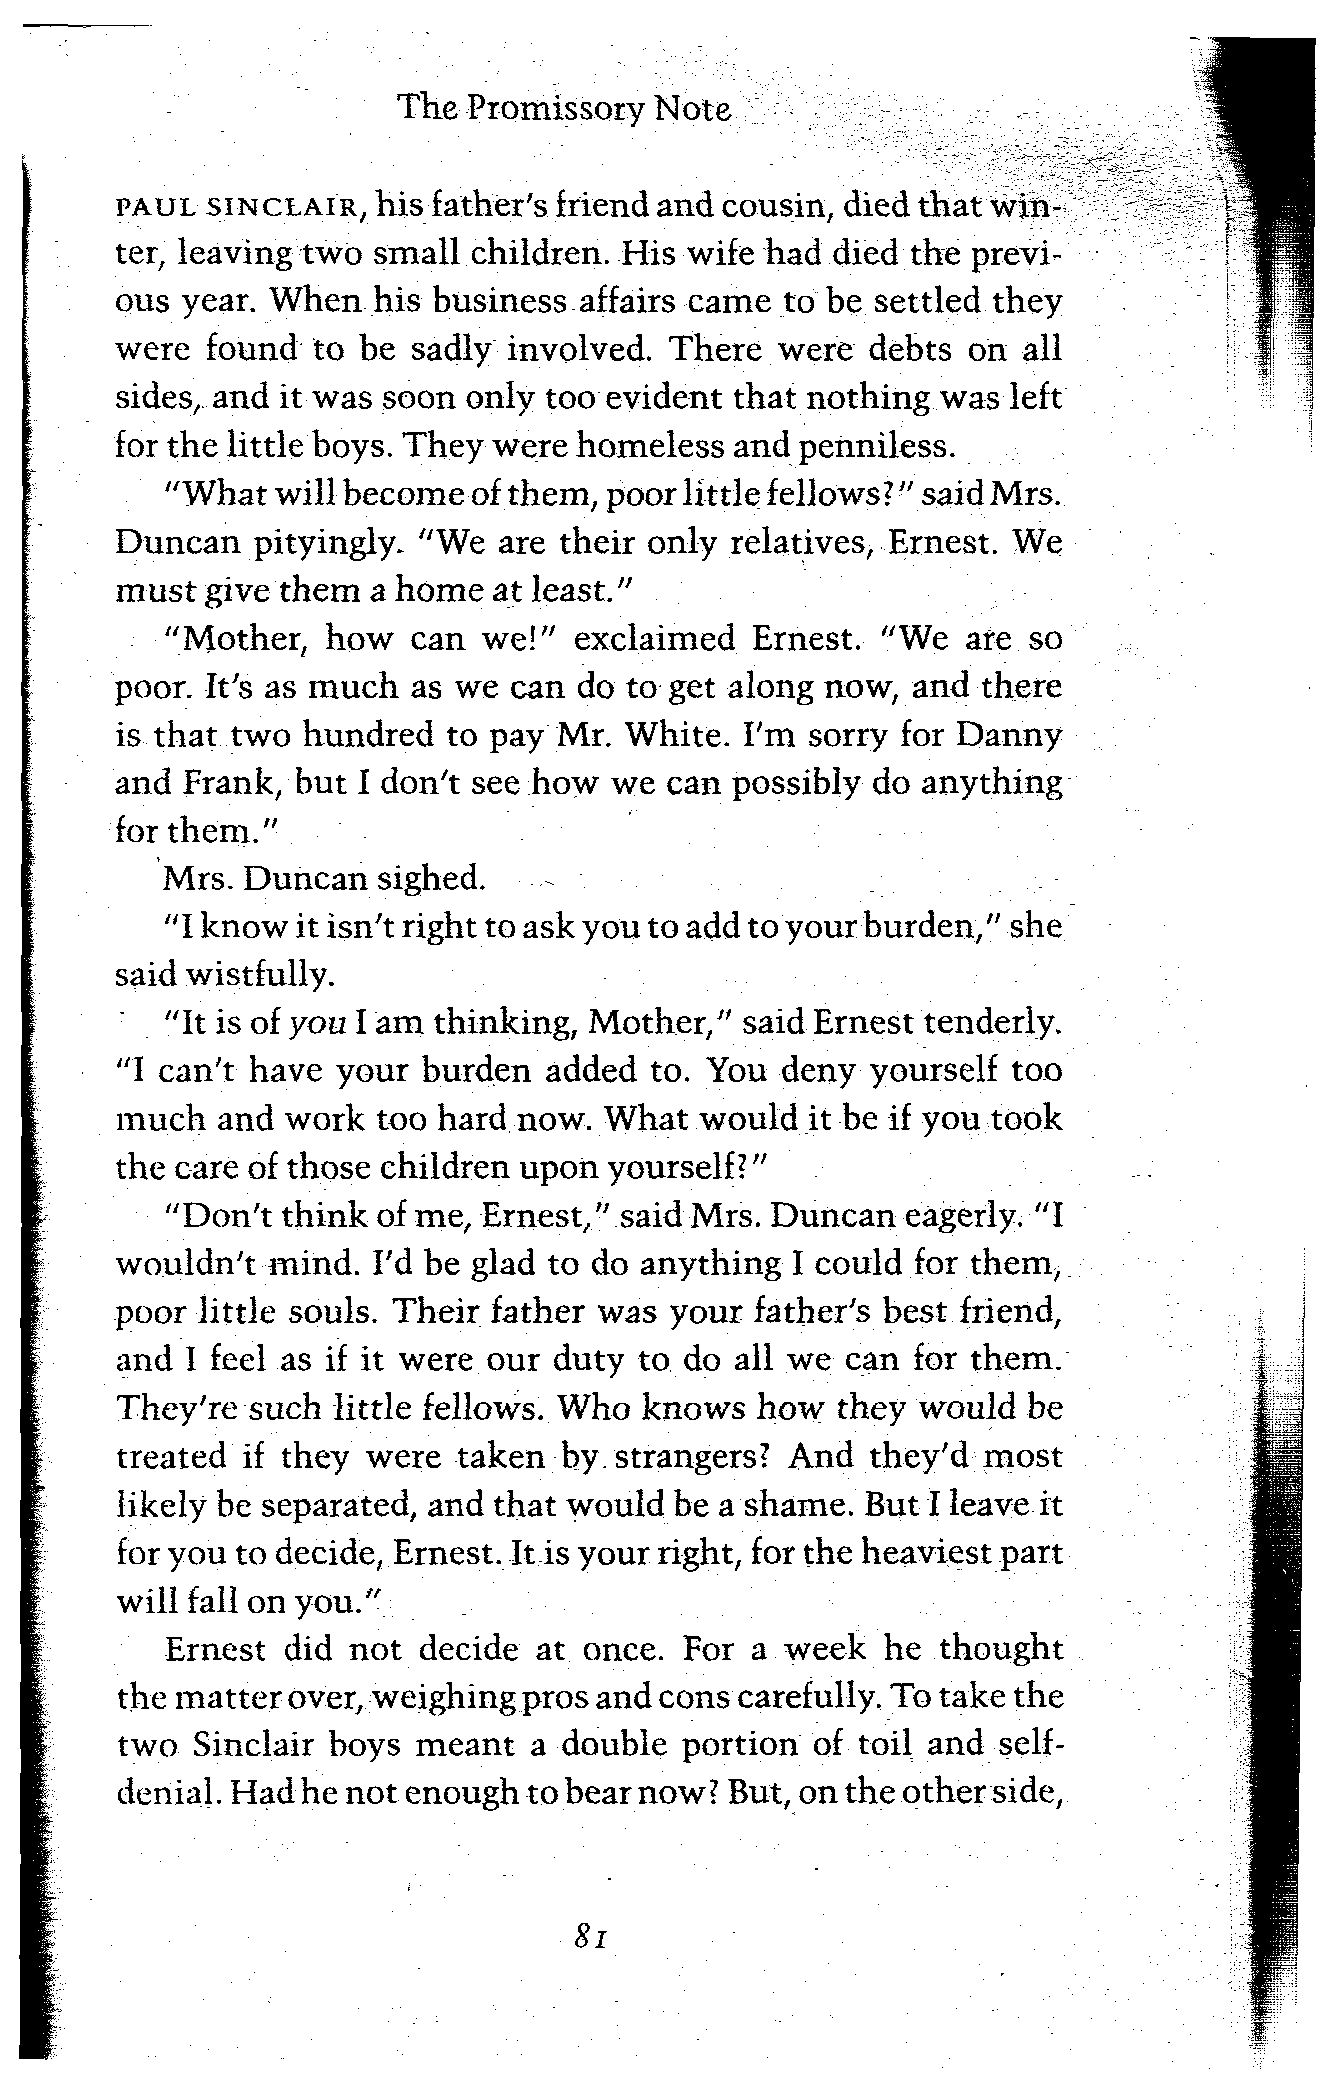 The Promissory Note
PAUL SINCLAIR, his father's friend and cousin, died that win-
ter, leaving two small children. His wife had died the previ-
ous year. When his business affairs came to be settled they
were found to be sadly involved. There were debts on all
sides, and it was soon only too evident that nothing was left
for the little boys. They were homeless and penniless.
"What will become of them, poor little fellows?" said Mrs.
Duncan pityingly. "We are their only relatives, Ernest. We
must give them a home at least."
"Mother, how can we!" exclaimed Ernest. "We are so
poor. It's as much as we can do to get along now, and there
is that two hundred to pay Mr. White. I'm sorry for Danny
and Frank, but I don't see how we can possibly do anything
for them."
Mrs. Duncan sighed.
"I know it isn't right to ask you to add to your burden," she
said wistfully.
"It is of you I am thinking, Mother," said Ernest tenderly.
"I can't have your burden added to. You deny yourself too
much and work too hard now. What would it be if you took
the care of those children upon yourself?"
"Don't think of me, Ernest," said Mrs. Duncan eagerly. "I
wouldn't mind. I'd be glad to do anything I could for them,
poor little souls. Their father was your father's best friend,
and I feel as if it were our duty to do all we can for them.
They're such little fellows. Who knows how they would be
treated if they were taken by strangers? And they'd most
likely be separated, and that would be a shame. But I leave it
for you to decide, Ernest. It is your right, for the heaviest part
will fall on you."
Ernest did not decide at once. For a week he thought
the matter over, weighing pros and cons carefully. To take the
two Sinclair boys meant a double portion of toil and self-
denial. Had he not enough to bear now? But, on the other side,
81